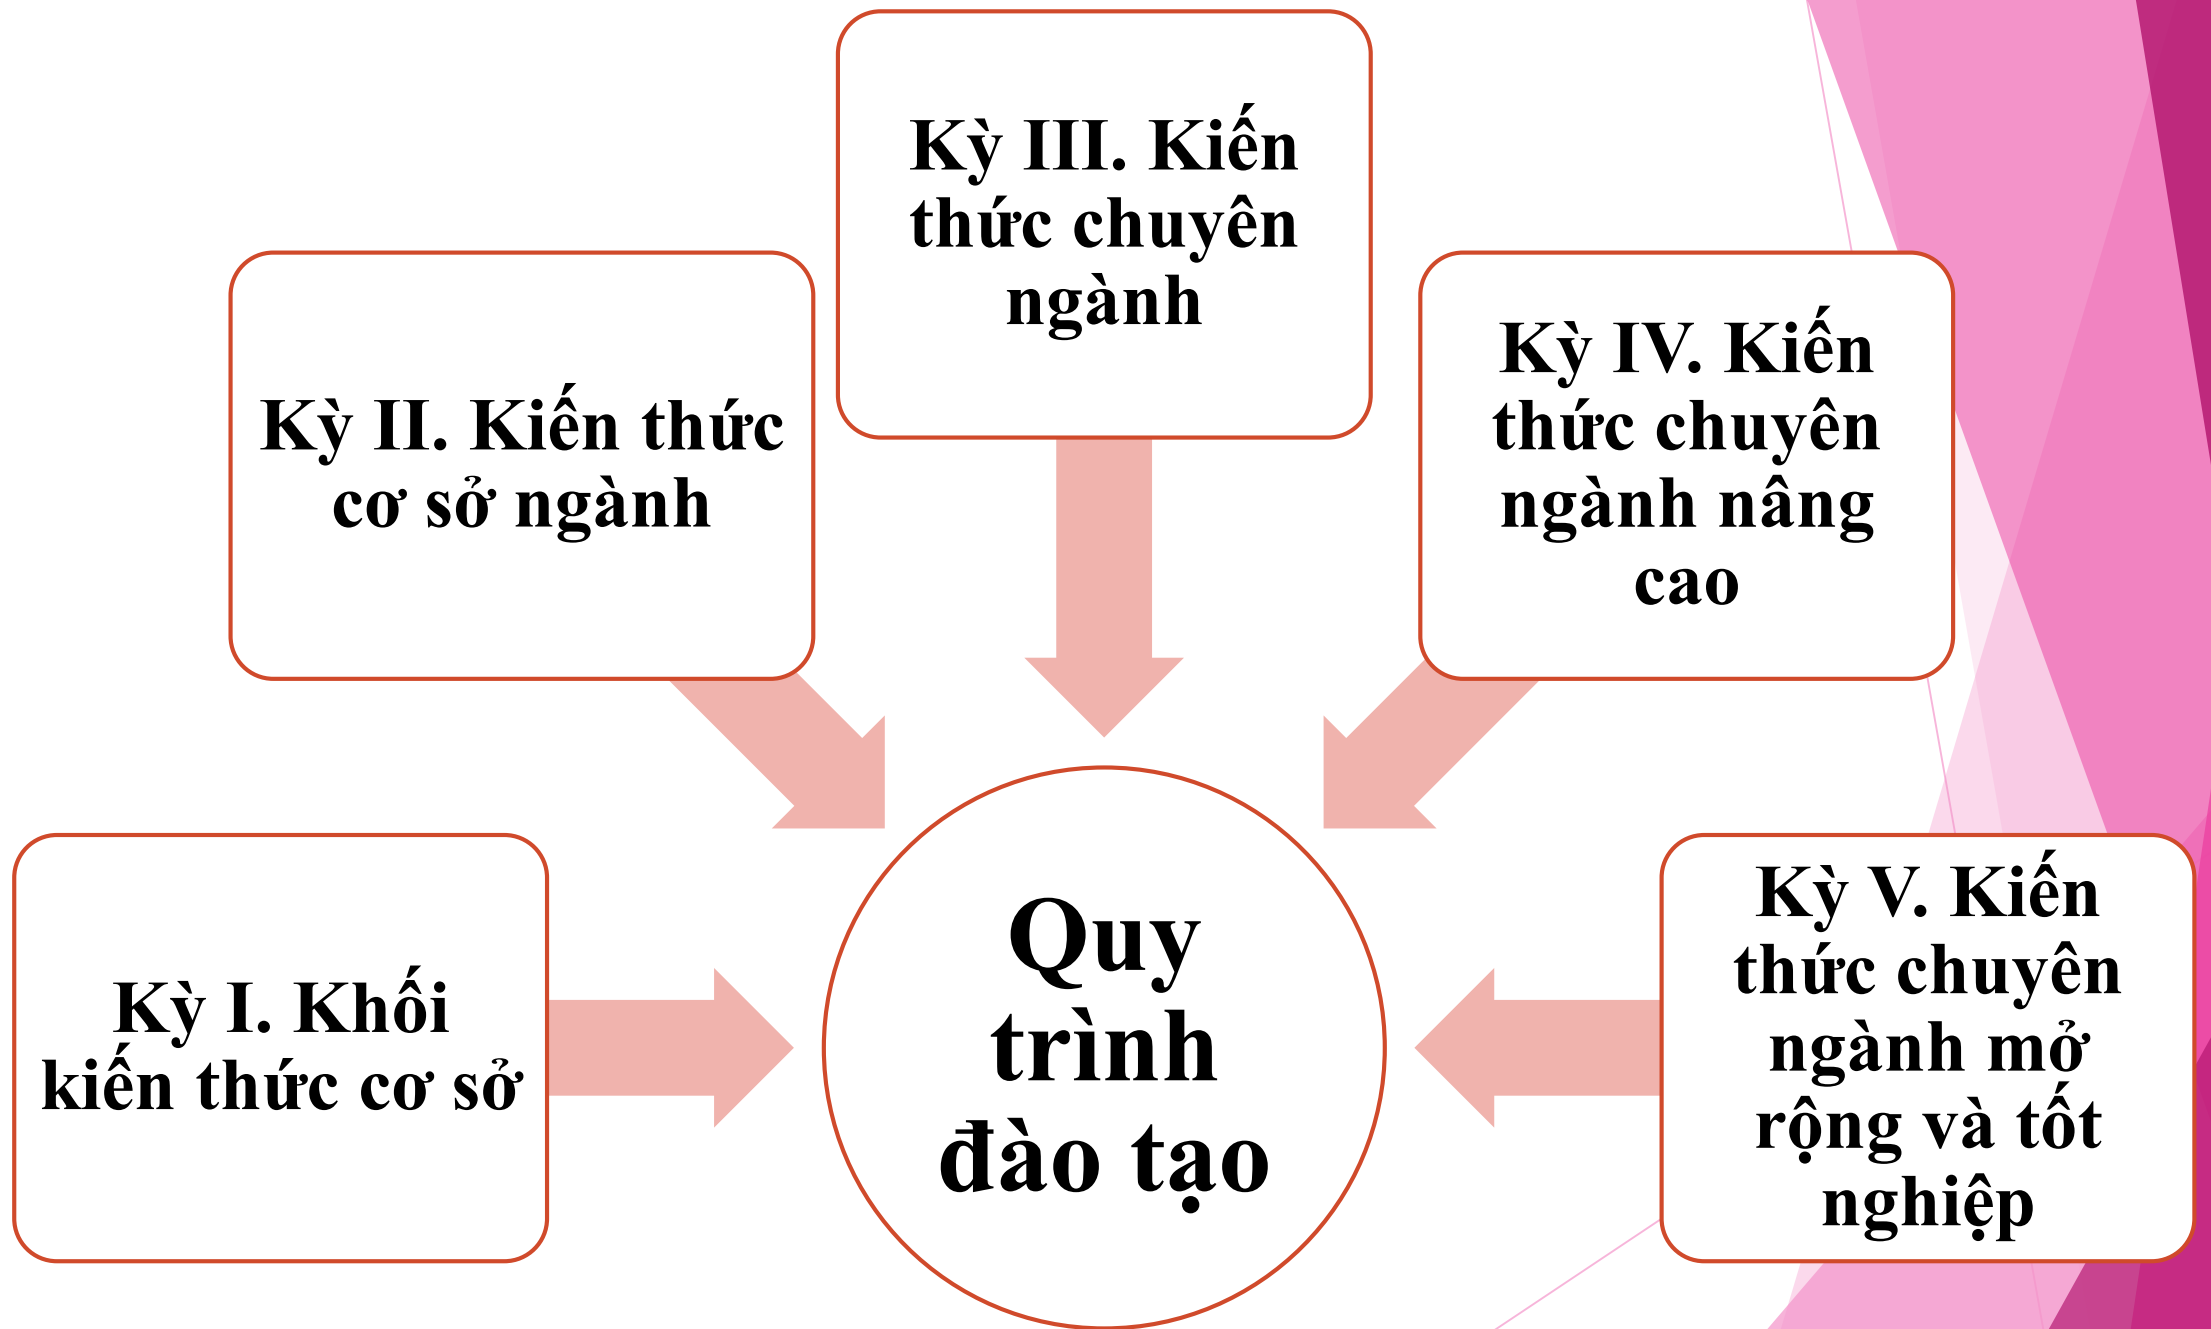 Kỳ I. Khối
kiến thức cơ sở
Kỳ II. Kiến thức
cơ sở ngành
Kỳ III. Kiến
thức chuyên
ngành
Kỳ IV. Kiến
thức chuyên
ngành nâng
cao
Kỳ V. Kiến
thức chuyên
ngành mở
rộng và tốt
nghiệp
Quy
trình
đào tạo